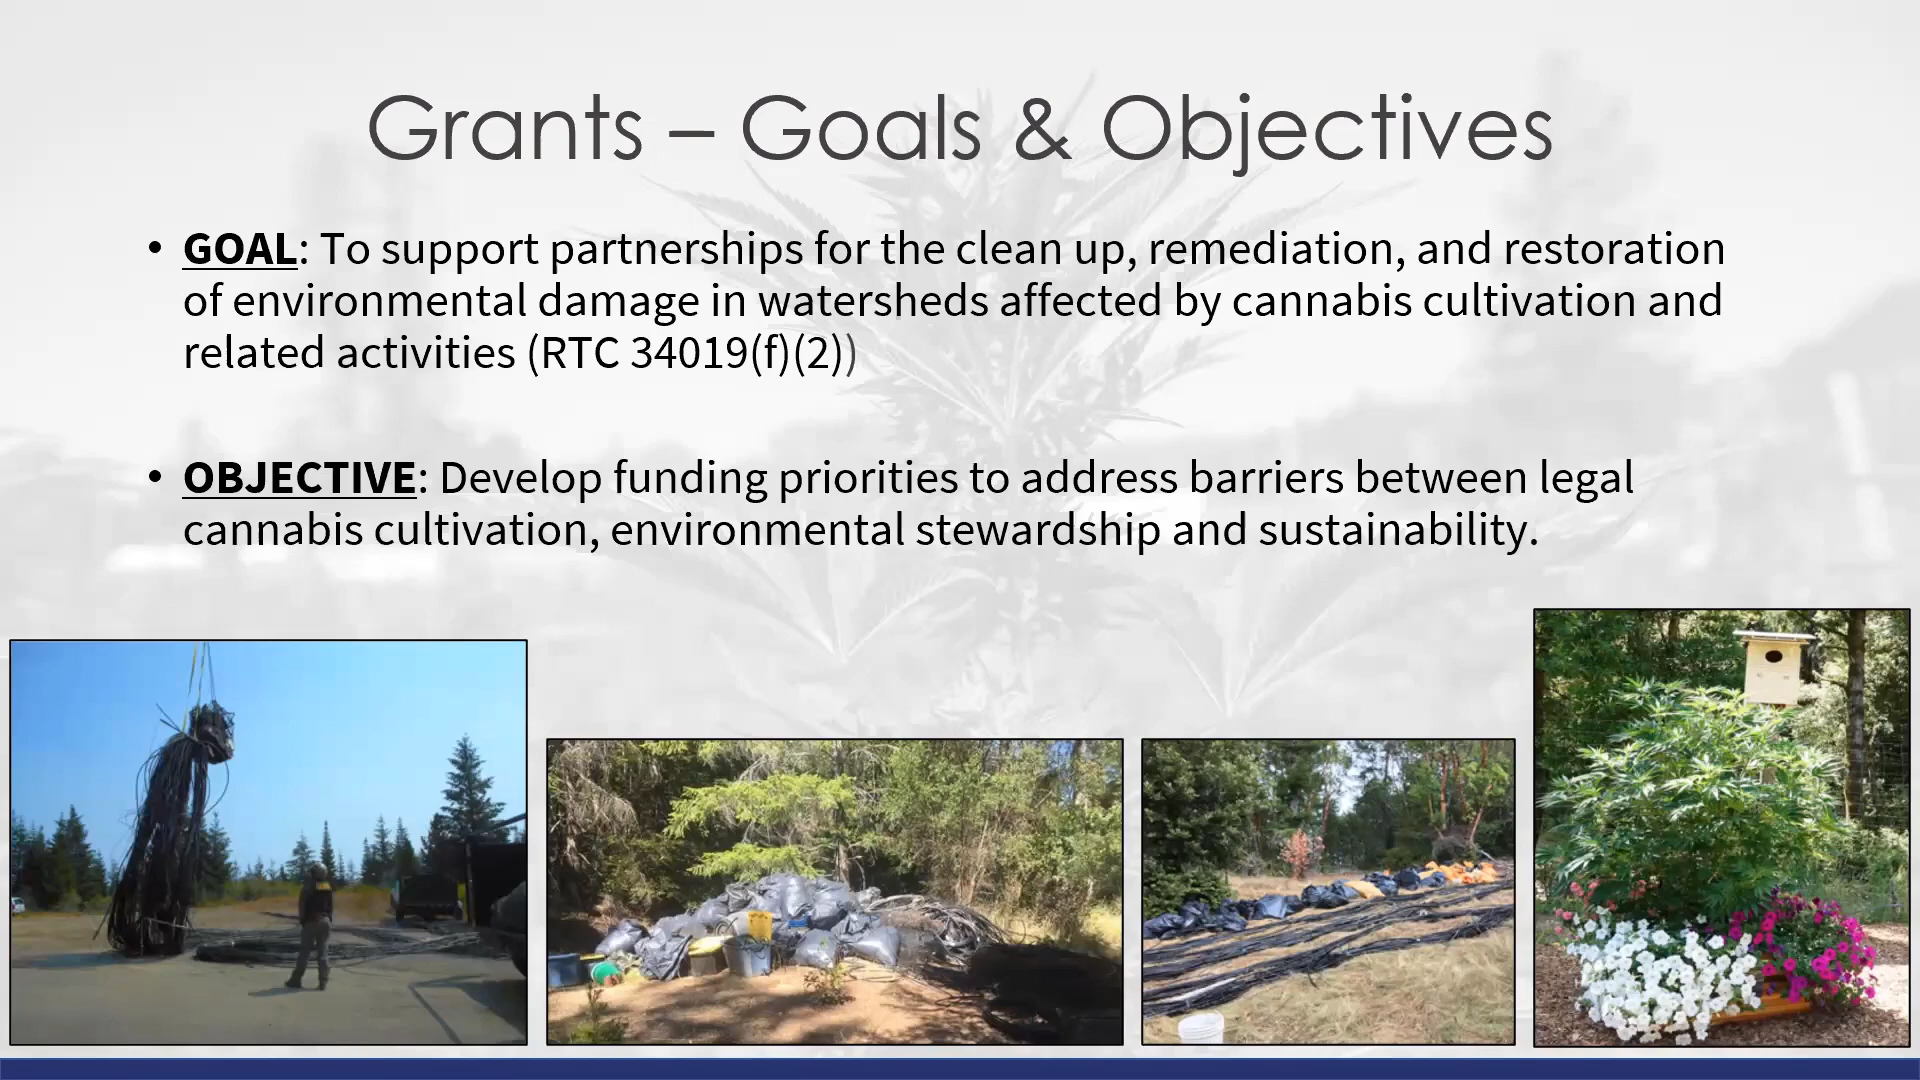 Grants – Goals & Objectives
• GOAL: To support partnerships for the clean up, remediation, and restoration
of environmental damage in watersheds affected by cannabis cultivation and
related activities (RTC 34019(f)(2))
• OBJECTIVE: Develop funding priorities to address barriers between legal
cannabis cultivation, environmental stewardship and sustainability.